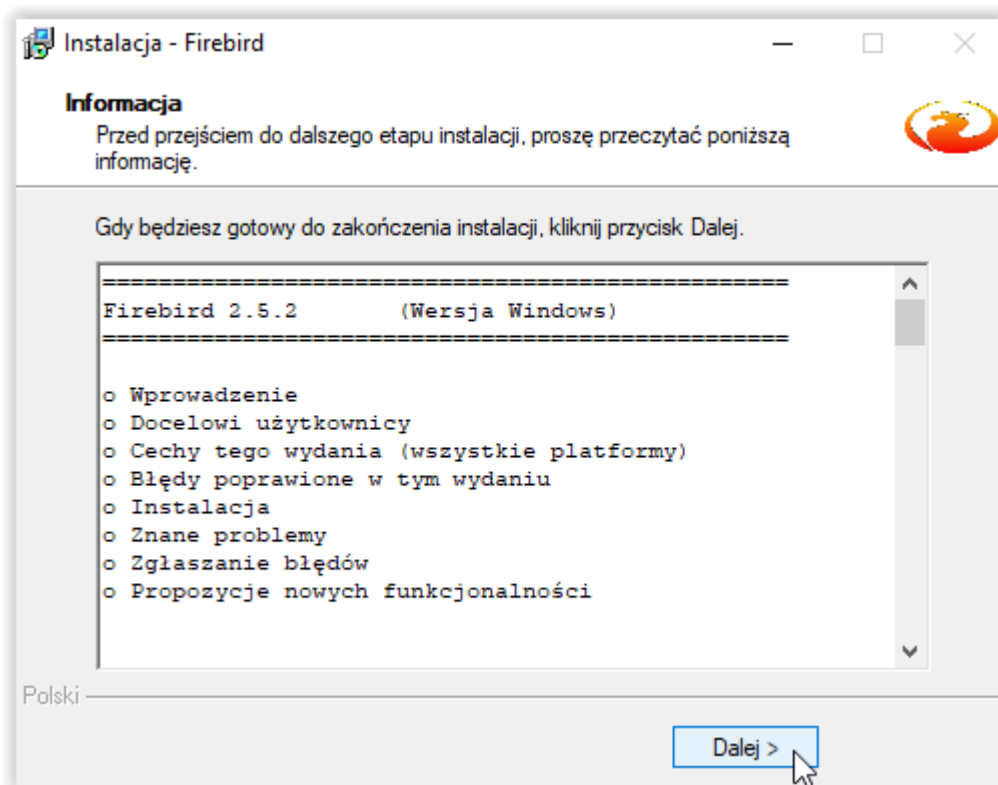 Instalacja - Firebird
Informacja
Przed przejściem do dalszego etapu instalacji, proszę przeczytać poniższą
informację.
Gdy będziesz gotowy do zakończenia instalacji, kliknij przycisk Dalej.
=================================================
Firebird 2.5.2 (Wersja Windows)
=================================================
o Wprowadzenie
o Docelowi użytkownicy
o Cechy tego wydania (wszystkie platformy)
o Błędy poprawione w tym wydaniu
o Instalacja
o Znane problemy
o Zgłaszanie błędów
o Propozycje nowych funkcjonalności
Polski
Dalej >